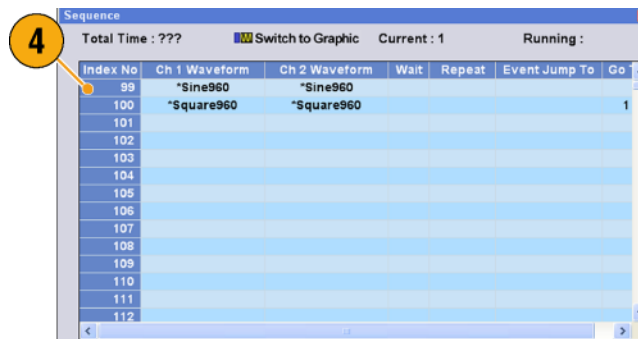 Sequence
4
Total Time : ??? Switch to Graphic Current : 1 Running :
Index No Ch 1 Waveform Ch 2 Waveform Wait Repeat Event Jump To Go
99 *Sine960 *Sine960
100 *Square960 *Square960 1
101
102
103
104
105
106
107
108
109
110
111
112